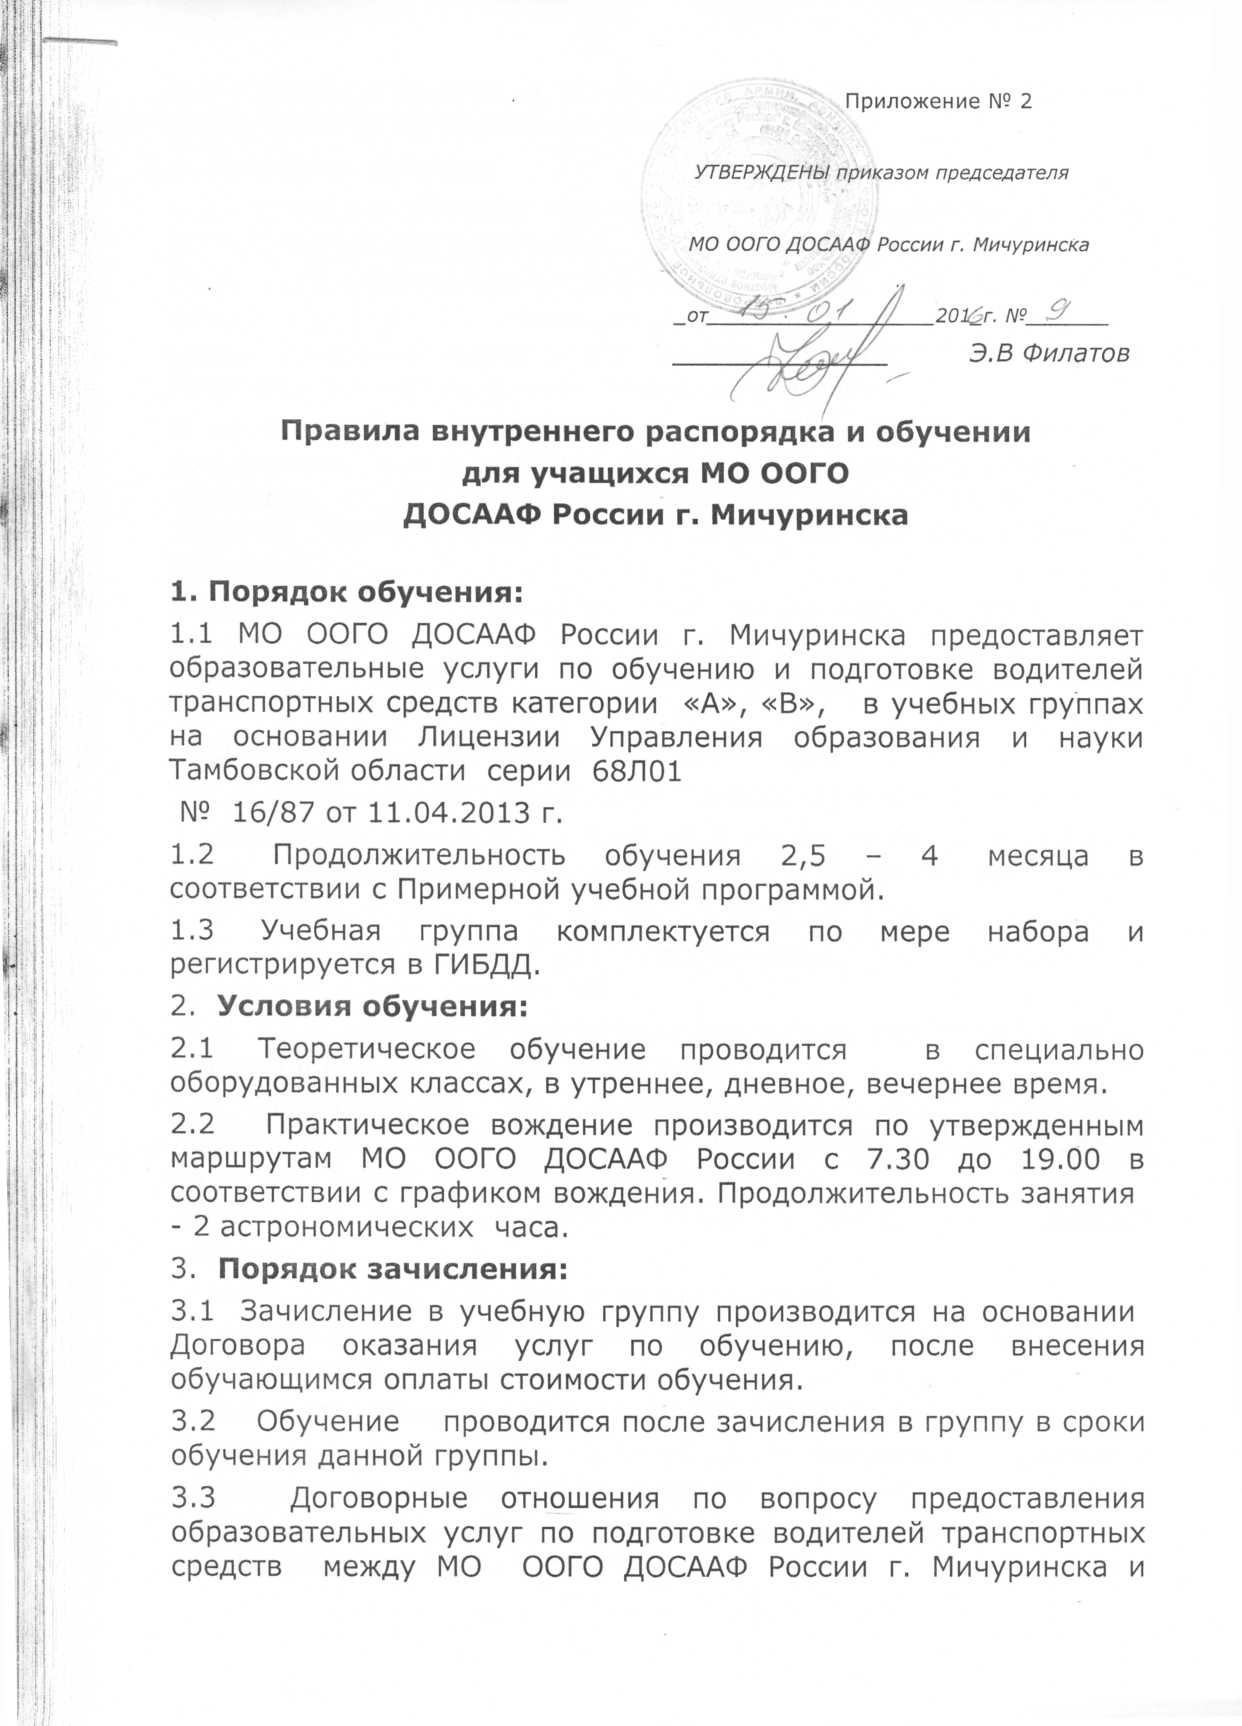 Приложение № 2
УТВЕРЖДЕНЫ приказом председателя
МО ООГО ДОСААФ России г. Мичуринска
_от 15. 01 2016г. № 9
Э.В Филатов
Правила внутреннего распорядка и обучении
для учащихся МО ООГО
ДОСААФ России г. Мичуринска
1. Порядок обучения:
1.1 МО ООГО ДОСААФ России г. Мичуринска предоставляет
образовательные услуги по обучению и подготовке водителей
транспортных средств категории «А», «В», в учебных группах
на основании Лицензии Управления образования и науки
Тамбовской области серии 68Л01
№ 16/87 от 11.04.2013 г.
1.2 Продолжительность обучения 2,5 – 4 месяца в
соответствии с Примерной учебной программой.
1.3 Учебная группа комплектуется по мере набора и
регистрируется в ГИБДД.
2. Условия обучения:
2.1 Теоретическое обучение проводится в специально
оборудованных классах, в утреннее, дневное, вечернее время.
2.2 Практическое вождение производится по утвержденным
маршрутам МО ООГО ДОСААФ России с 7.30 до 19.00 в
соответствии с графиком вождения. Продолжительность занятия
- 2 астрономических часа.
3. Порядок зачисления:
3.1 Зачисление в учебную группу производится на основании
Договора оказания услуг по обучению, после внесения
обучающимся оплаты стоимости обучения.
3.2 Обучение проводится после зачисления в группу в сроки
обучения данной группы.
3.3 Договорные отношения по вопросу предоставления
образовательных услуг по подготовке водителей транспортных
средств между МО ООГО ДОСААФ России г. Мичуринска и